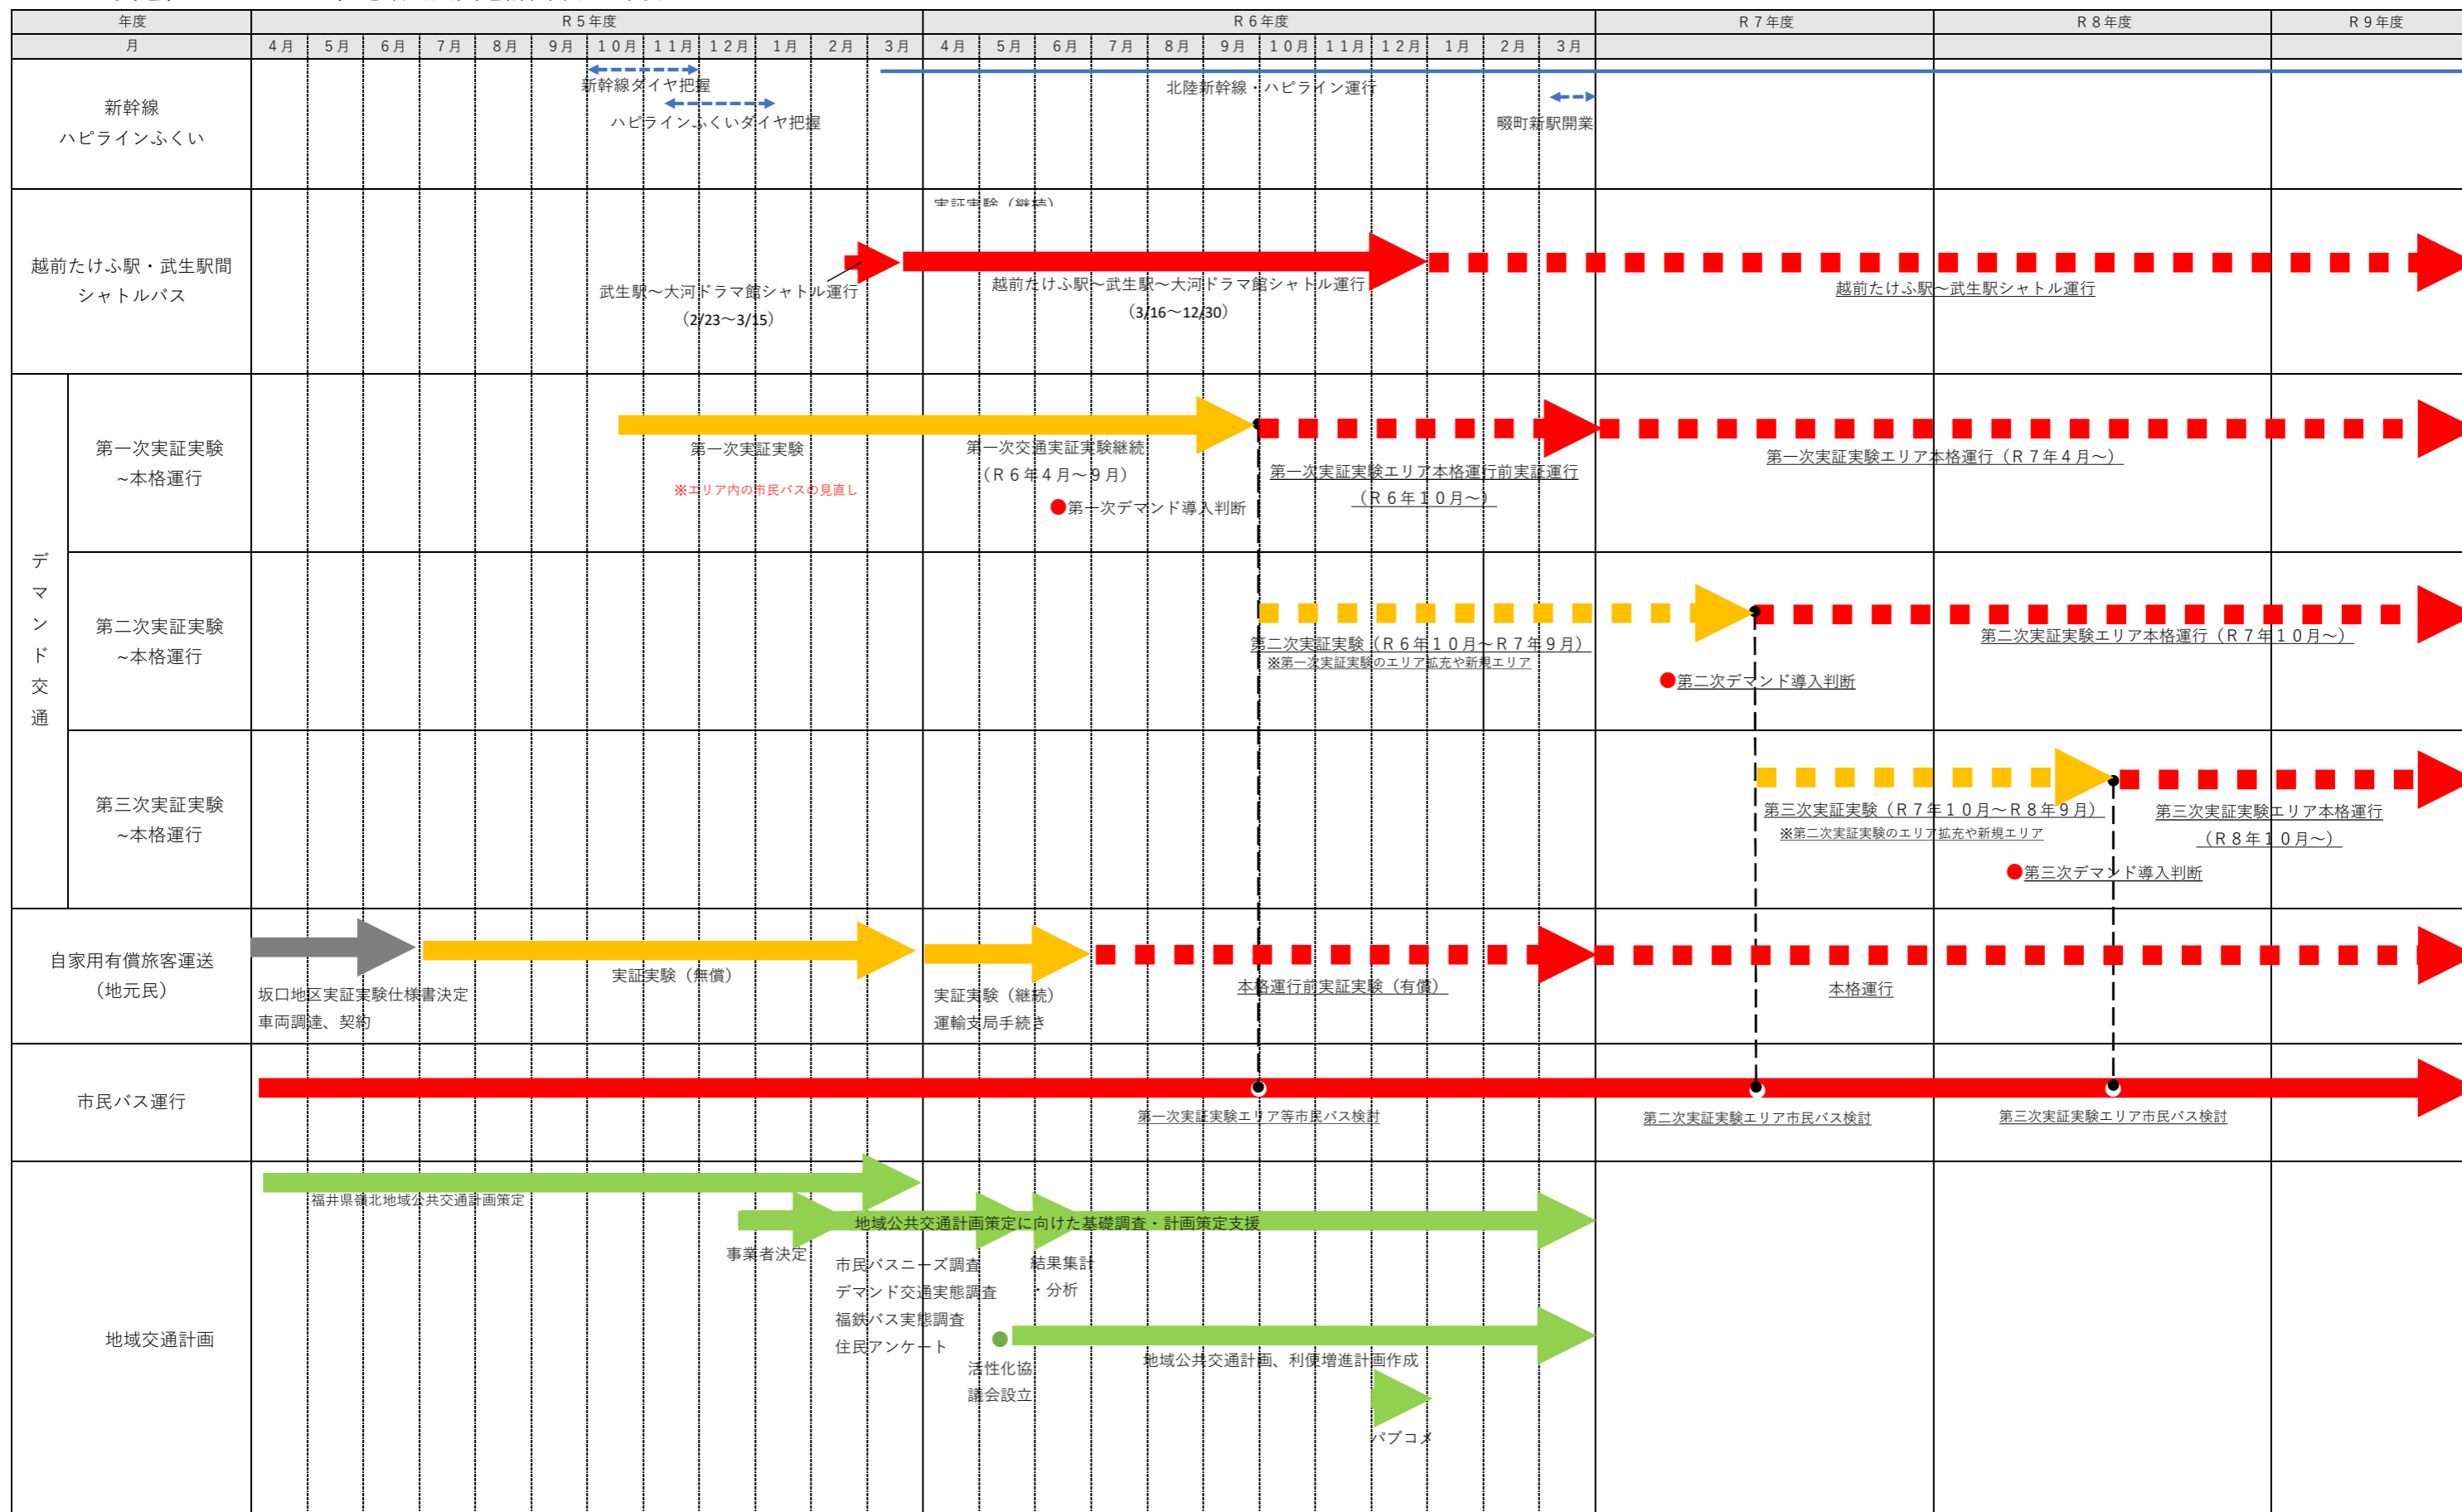 年度 Ｒ５年度 Ｒ６年度 Ｒ７年度 Ｒ８年度 Ｒ９年度
月 ４月 ５月 ６月 ７月 ８月 ９月 １０月 １１月 １２月 １月 ２月 ３月 ４月 ５月 ６月 ７月 ８月 ９月 １０月 １１月 １２月 １月 ２月 ３月
新幹線
ハピラインふくい
新幹線ダイヤ把握
ハピラインふくいダイヤ把握
北陸新幹線・ハピライン運行
畷町新駅開業
越前たけふ駅・武生駅間
シャトルバス
実証実験（継続）
武生駅～大河ドラマ館シャトル運行
（2/23～3/15）
越前たけふ駅～武生駅～大河ドラマ館シャトル運行
（3/16～12/30）
越前たけふ駅～武生駅シャトル運行
デマンド交通
第一次実証実験
~本格運行
第一次実証実験
※エリア内の市民バスの見直し
第一次交通実証実験継続
（Ｒ６年４月～９月）
●第一次デマンド導入判断
第一次実証実験エリア本格運行前実証運行
（Ｒ６年１０月～）
第一次実証実験エリア本格運行（Ｒ７年４月～）
第二次実証実験
~本格運行
第二次実証実験（Ｒ６年１０月～Ｒ７年９月）
※第一次実証実験のエリア拡充や新規エリア
●第二次デマンド導入判断
第二次実証実験エリア本格運行（Ｒ７年１０月～）
第三次実証実験
~本格運行
第三次実証実験（Ｒ７年１０月～Ｒ８年９月）
※第二次実証実験のエリア拡充や新規エリア
●第三次デマンド導入判断
第三次実証実験エリア本格運行
（Ｒ８年１０月～）
自家用有償旅客運送
（地元民）
坂口地区実証実験仕様書決定
車両調達、契約
実証実験（無償）
実証実験（継続）
運輸支局手続き
本格運行前実証実験（有償）
本格運行
市民バス運行
第一次実証実験エリア等市民バス検討
第二次実証実験エリア市民バス検討
第三次実証実験エリア市民バス検討
地域交通計画
福井県嶺北地域公共交通計画策定
地域公共交通計画策定に向けた基礎調査・計画策定支援
事業者決定
市民バスニーズ調査
デマンド交通実態調査
福鉄バス実態調査
住民アンケート
結果集計
・分析
活性化協
議会設立
地域公共交通計画、利便増進計画作成
パブコメ